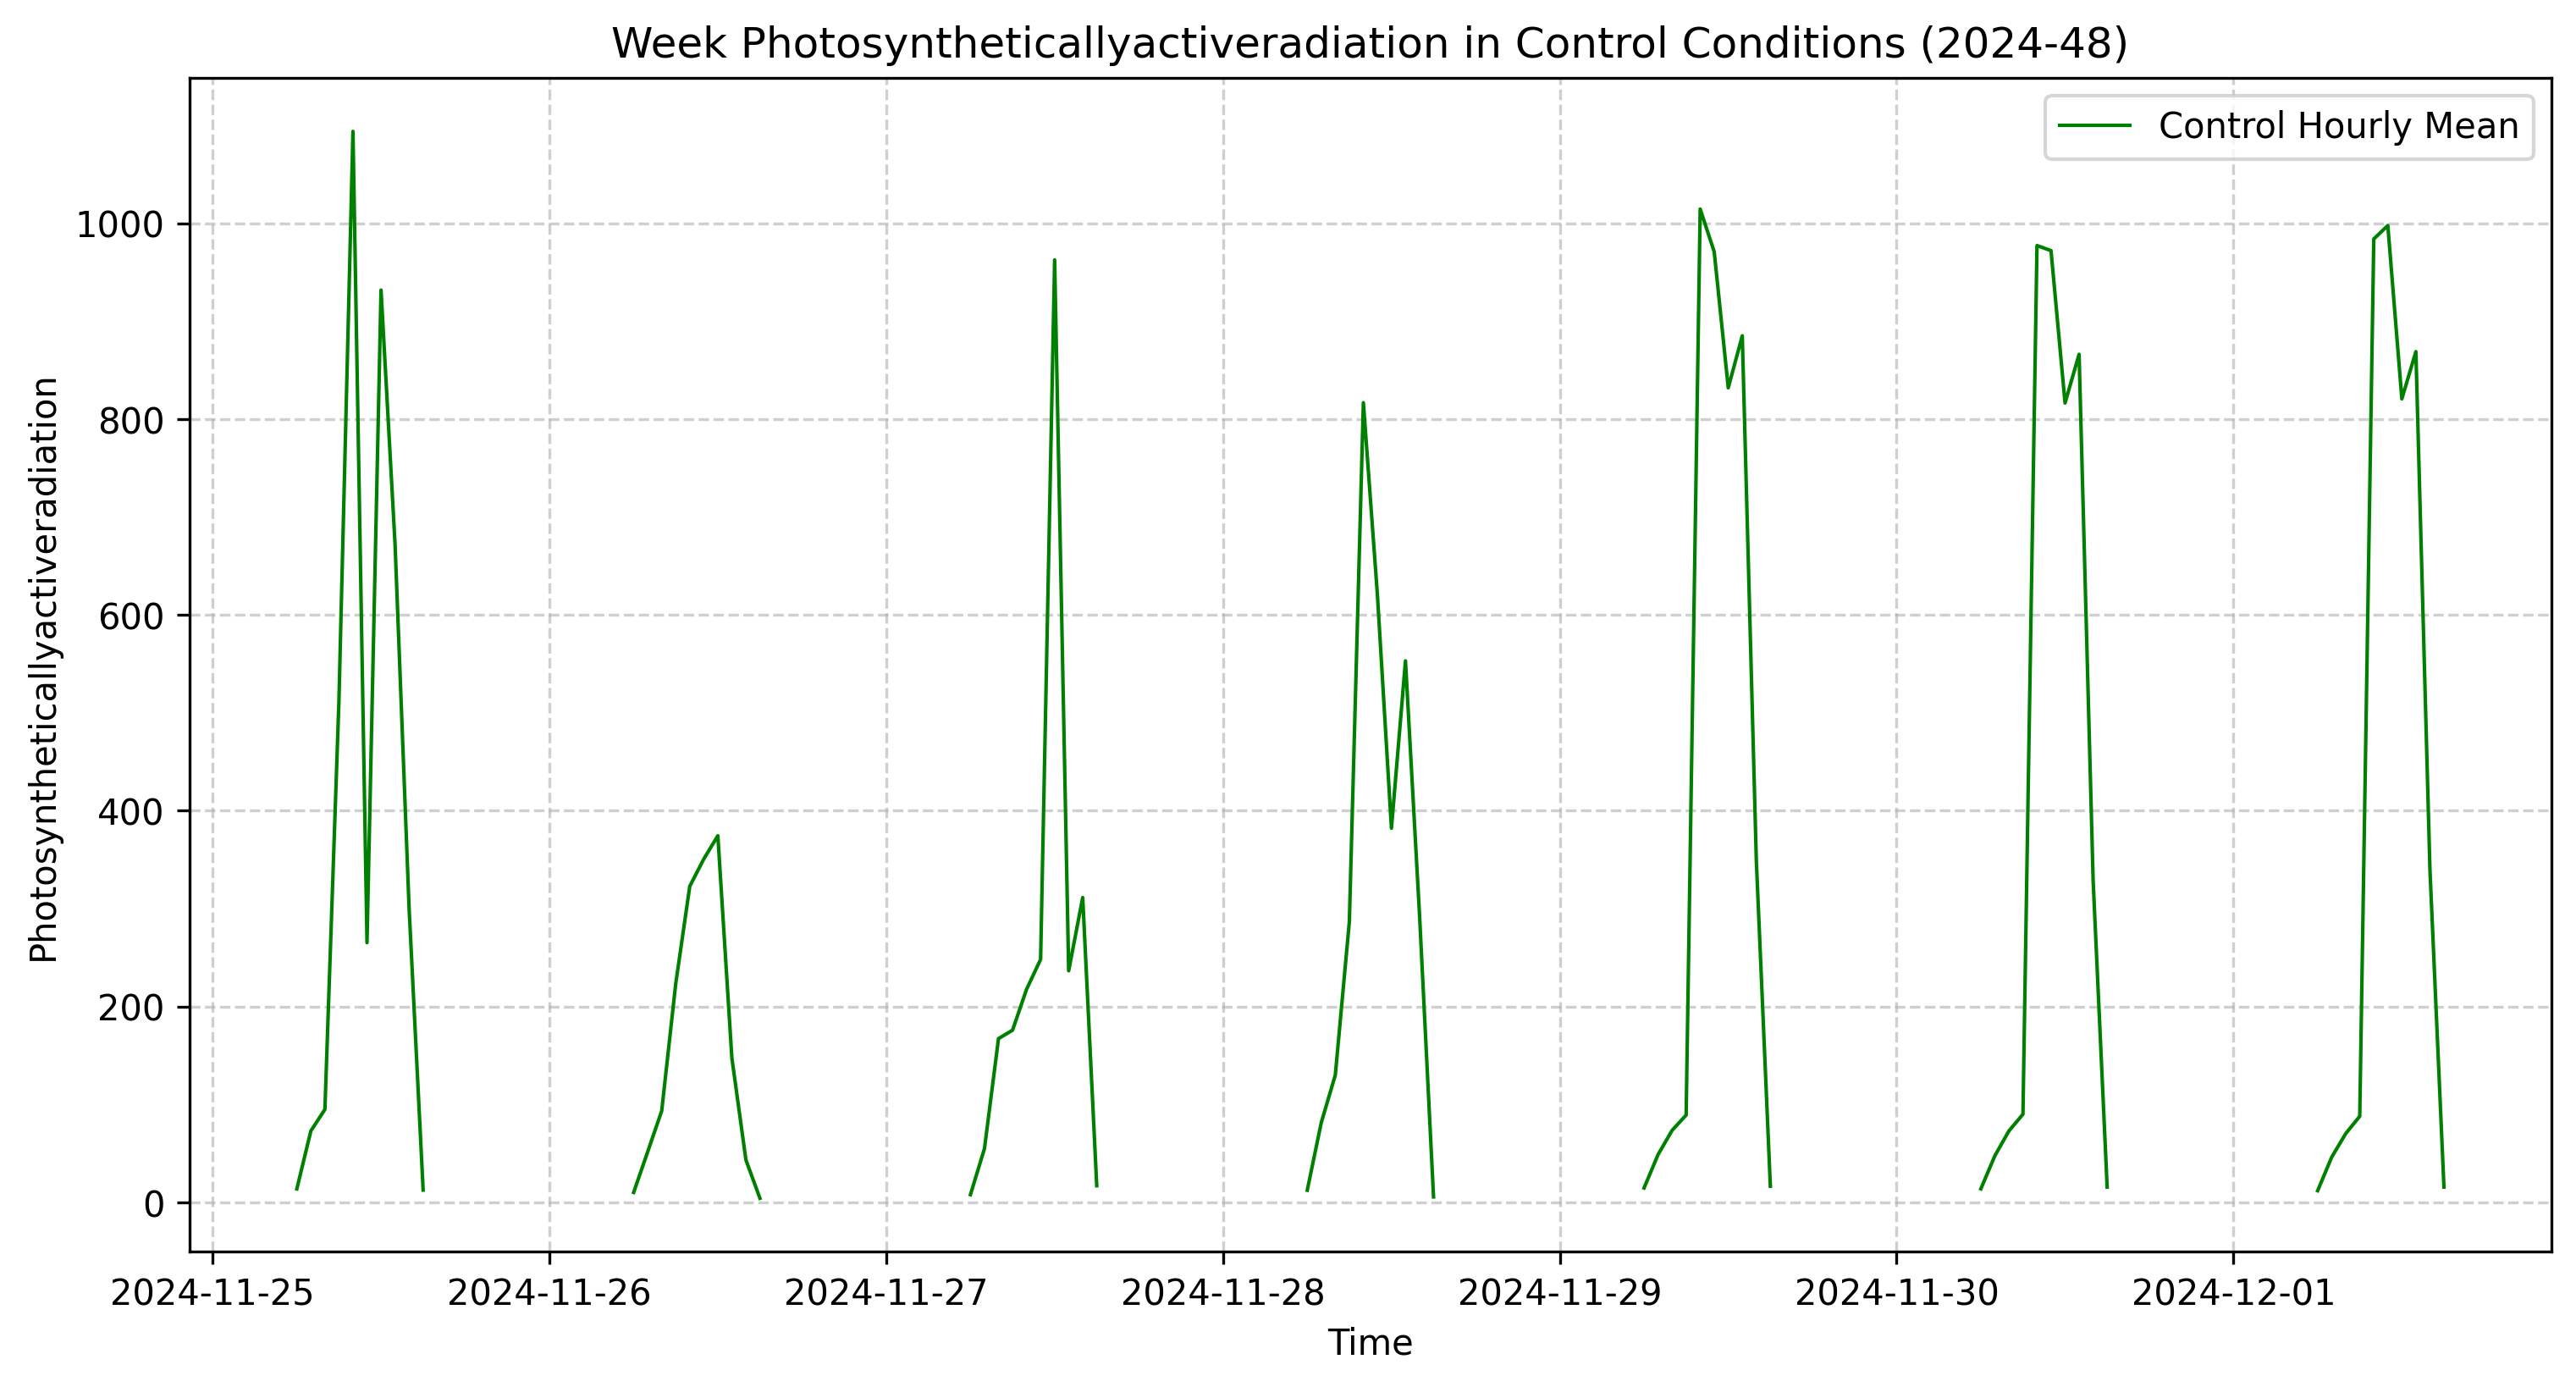 Week Photosyntheticallyactiveradiation in Control Conditions (2024-48)
Control Hourly Mean
Photosyntheticallyactiveradiation
1000
800
600
400
200
0
2024-11-25 2024-11-26 2024-11-27 2024-11-28 2024-11-29 2024-11-30 2024-12-01
Time